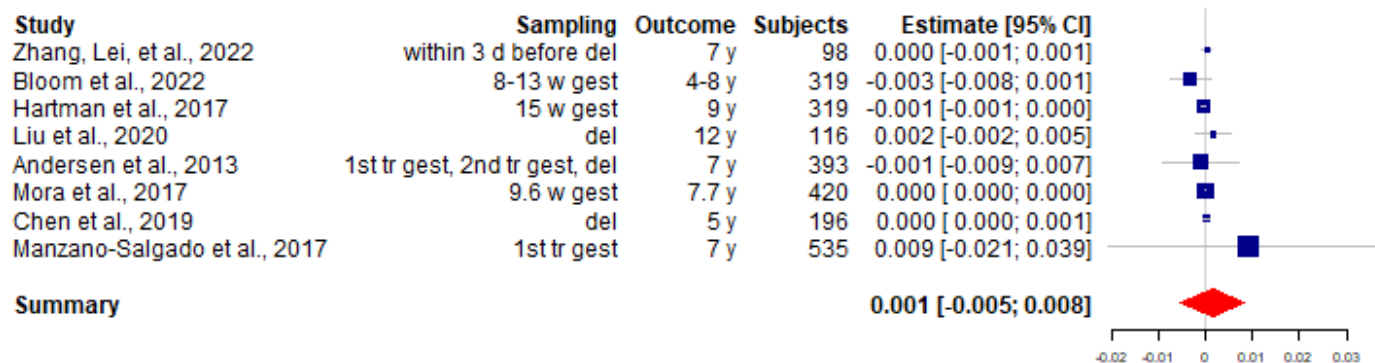 Study Sampling Outcome Subjects Estimate [95% CI]
Zhang, Lei, et al., 2022 within 3 d before del 7 y 98 0.000 [-0.001; 0.001]
Bloom et al., 2022 8-13 w gest 4-8 y 319 -0.003 [-0.008; 0.001]
Hartman et al., 2017 15 w gest 9 y 319 -0.001 [-0.001; 0.000]
Liu et al., 2020 del 12 y 116 0.002 [-0.002; 0.005]
Andersen et al., 2013 1st tr gest, 2nd tr gest, del 7 y 393 -0.001 [-0.009; 0.007]
Mora et al., 2017 9.6 w gest 7.7 y 420 0.000 [ 0.000; 0.000]
Chen et al., 2019 del 5 y 196 0.000 [ 0.000; 0.001]
Manzano-Salgado et al., 2017 1st tr gest 7 y 535 0.009 [-0.021; 0.039]
Summary 0.001 [-0.005; 0.008]
-0.02 -0.01 0 0.01 0.02 0.03